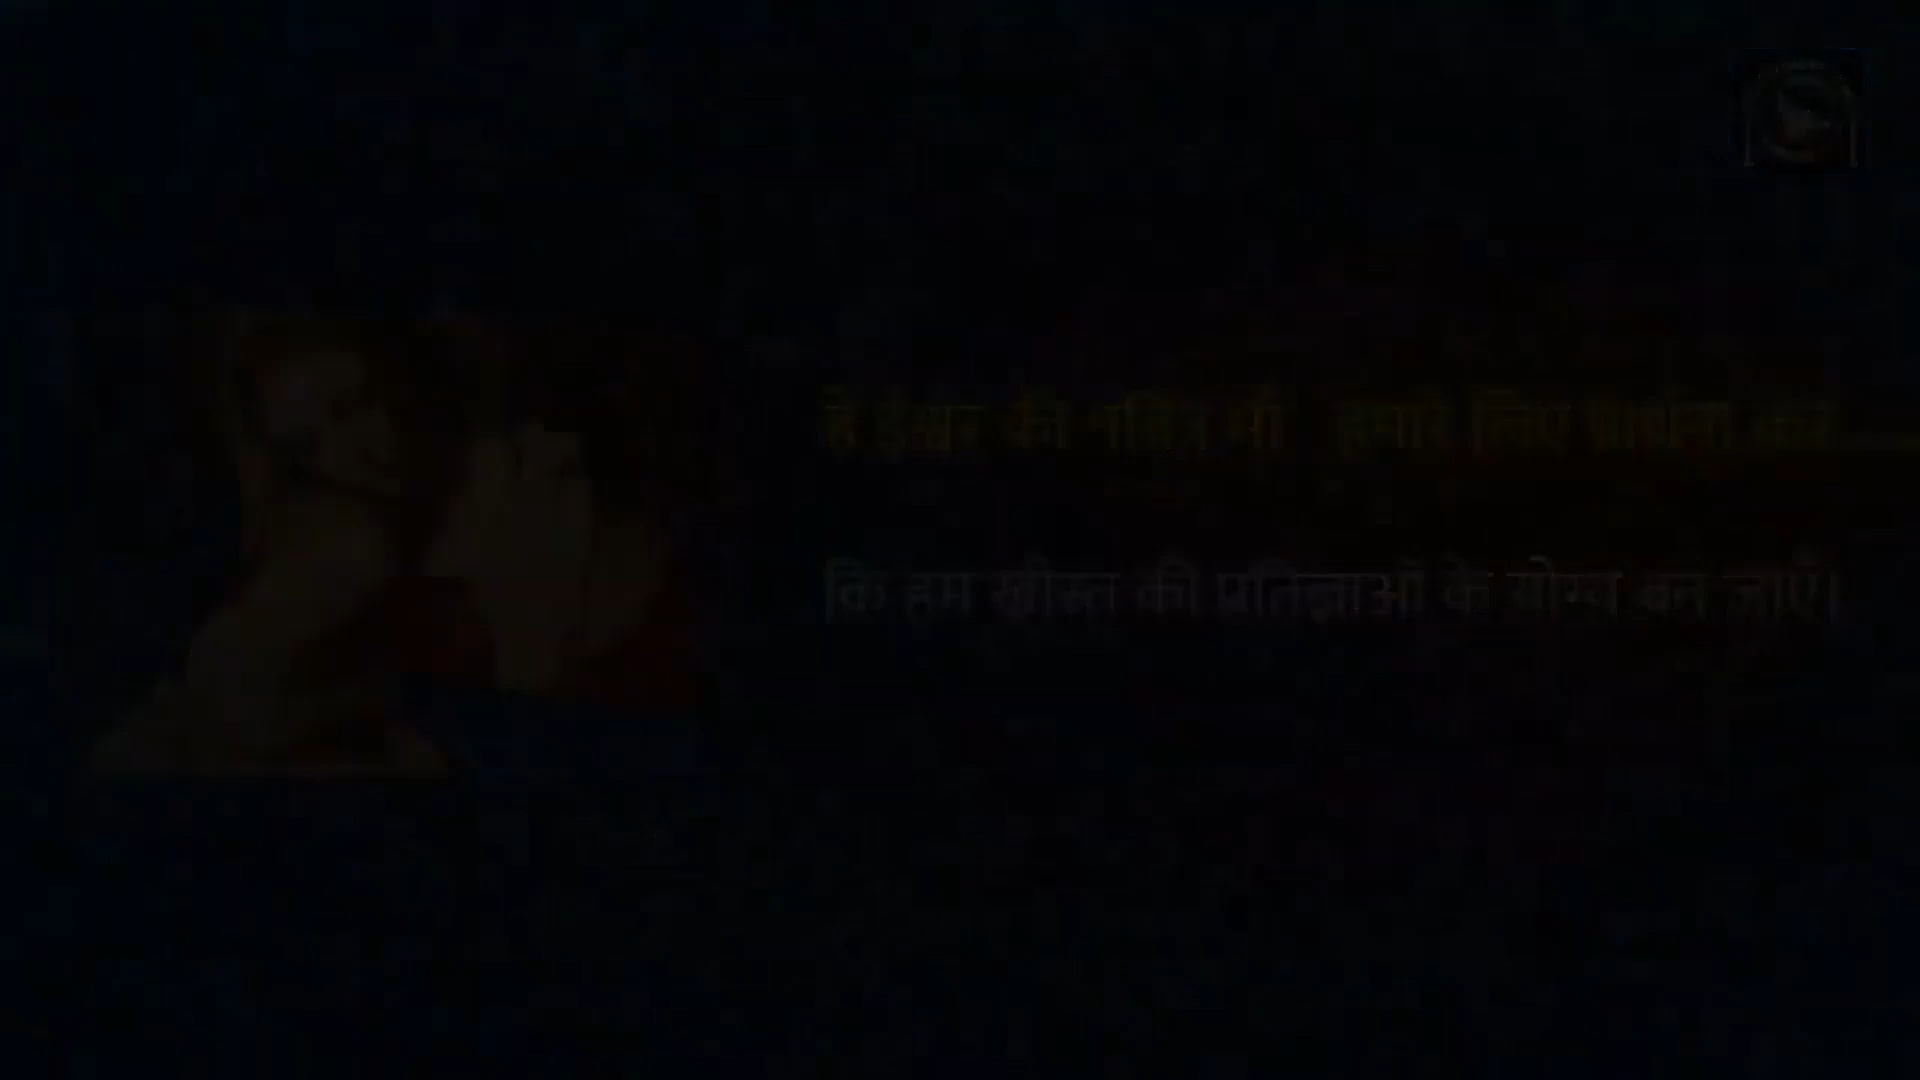 हे ईश्वर की पवित्र माँ हमारे लिए प्रार्थना कर
कि हम ख्रीस्त की प्रतिज्ञाओं के योग्य बन जाएँ।